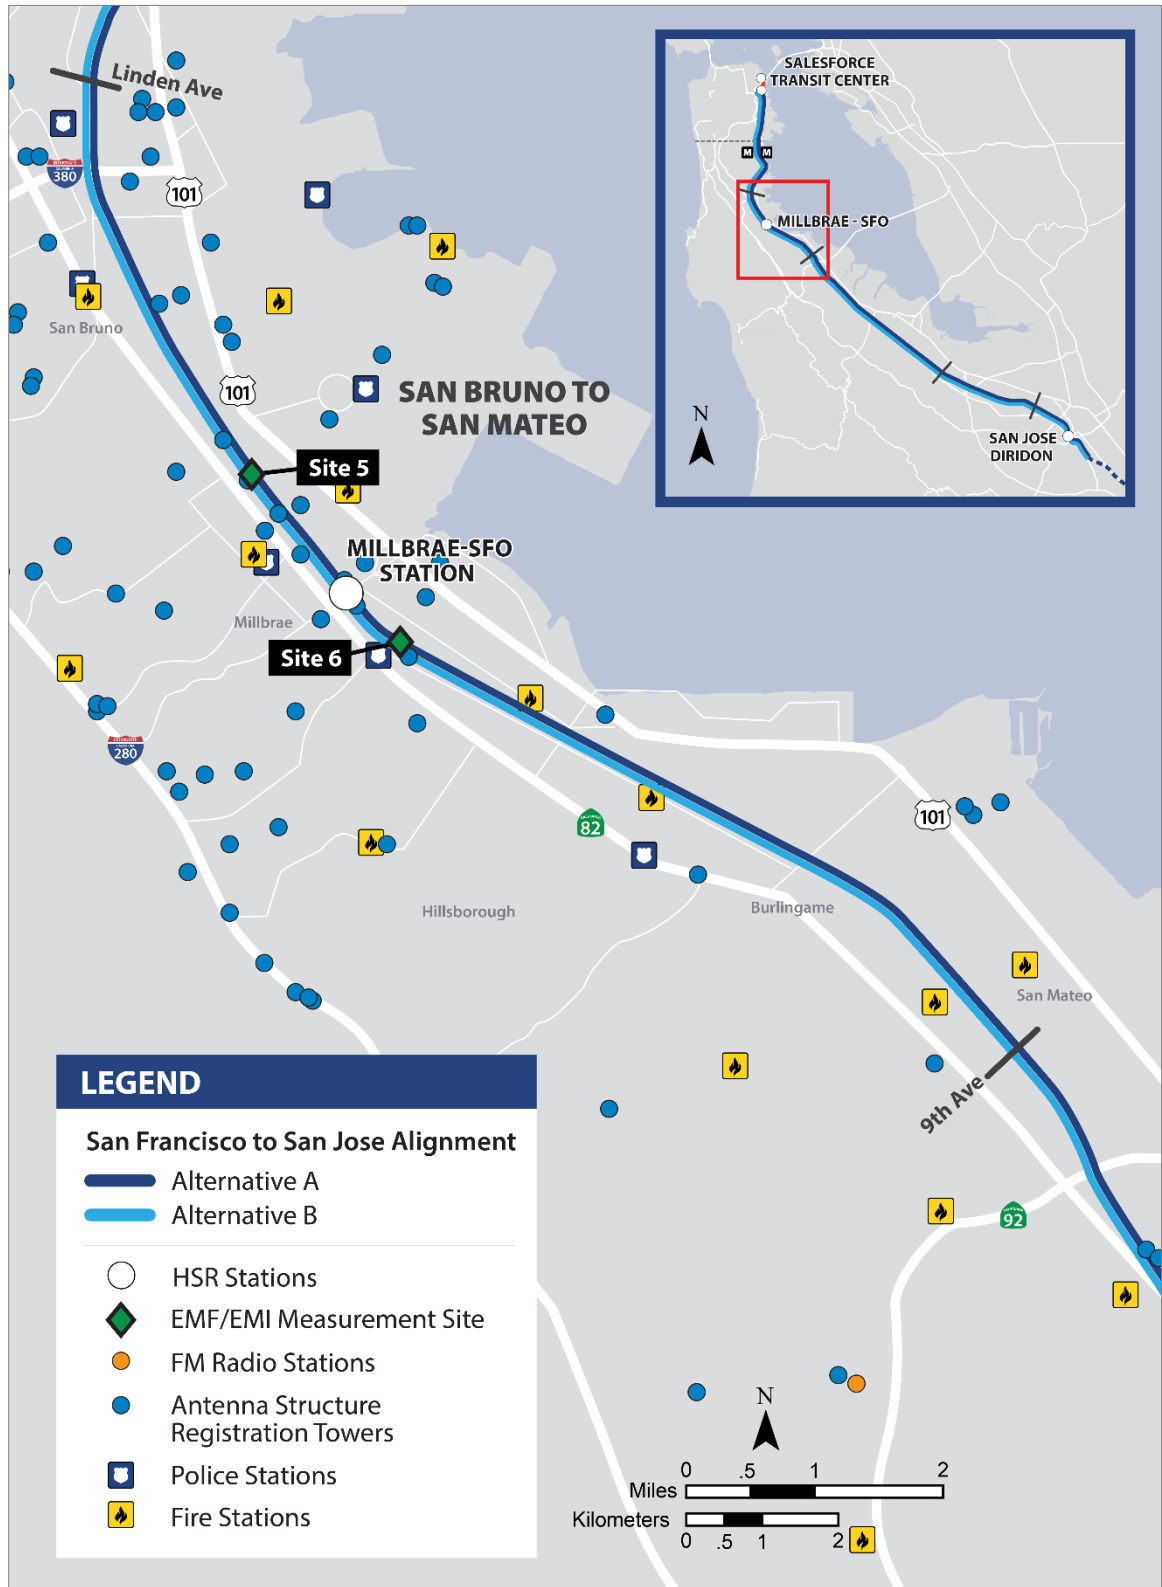 Linden Ave
380
101
San Bruno
101
SAN BRUNO TO
SAN MATEO
Site 5
MILLBRAE-SFO
STATION
Millbrae
Site 6
280
82
101
Hillsborough
Burlingame
San Mateo
9th Ave
92
SALESFORCE
TRANSIT CENTER
M M
MILLBRAE - SFO
N
SAN JOSE
DIRIDON
LEGEND
San Francisco to San Jose Alignment
Alternative A
Alternative B
HSR Stations
EMF/EMI Measurement Site
FM Radio Stations
Antenna Structure
Registration Towers
Police Stations
Fire Stations
N
0 .5 1 2
Miles
Kilometers
0 .5 1 2